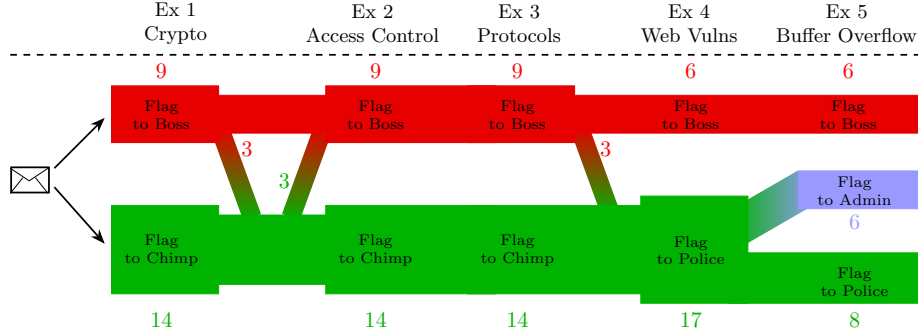 Ex 1
Crypto
Ex 2
Access Control
Ex 3
Protocols
Ex 4
Web Vulns
Ex 5
Buffer Overflow
9
9
9
6
6
Flag
to Boss
Flag
to Boss
Flag
to Boss
Flag
to Boss
Flag
to Boss
3
3
3
Flag
to Admin
6
Flag
to Chimp
Flag
to Chimp
Flag
to Chimp
Flag
to Police
Flag
to Police
14
14
14
17
8